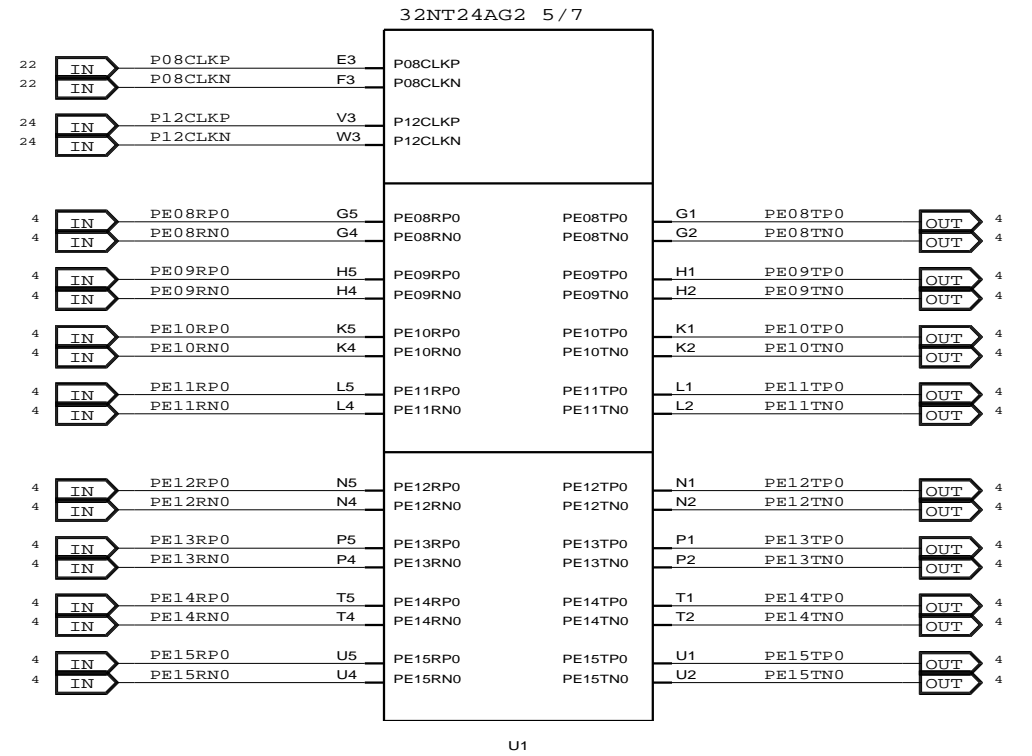 32NT24AG2 5/7
22 IN P08CLKP E3 P08CLKP
22 IN P08CLKN F3 P08CLKN
24 IN P12CLKP V3 P12CLKP
24 IN P12CLKN W3 P12CLKN
4 IN PE08RP0 G5 PE08RP0 PE08TP0 G1 PE08TP0 OUT 4
4 IN PE08RN0 G4 PE08RN0 PE08TN0 G2 PE08TN0 OUT 4
4 IN PE09RP0 H5 PE09RP0 PE09TP0 H1 PE09TP0 OUT 4
4 IN PE09RN0 H4 PE09RN0 PE09TN0 H2 PE09TN0 OUT 4
4 IN PE10RP0 K5 PE10RP0 PE10TP0 K1 PE10TP0 OUT 4
4 IN PE10RN0 K4 PE10RN0 PE10TN0 K2 PE10TN0 OUT 4
4 IN PE11RP0 L5 PE11RP0 PE11TP0 L1 PE11TP0 OUT 4
4 IN PE11RN0 L4 PE11RN0 PE11TN0 L2 PE11TN0 OUT 4
4 IN PE12RP0 N5 PE12RP0 PE12TP0 N1 PE12TP0 OUT 4
4 IN PE12RN0 N4 PE12RN0 PE12TN0 N2 PE12TN0 OUT 4
4 IN PE13RP0 P5 PE13RP0 PE13TP0 P1 PE13TP0 OUT 4
4 IN PE13RN0 P4 PE13RN0 PE13TN0 P2 PE13TN0 OUT 4
4 IN PE14RP0 T5 PE14RP0 PE14TP0 T1 PE14TP0 OUT 4
4 IN PE14RN0 T4 PE14RN0 PE14TN0 T2 PE14TN0 OUT 4
4 IN PE15RP0 U5 PE15RP0 PE15TP0 U1 PE15TP0 OUT 4
4 IN PE15RN0 U4 PE15RN0 PE15TN0 U2 PE15TN0 OUT 4
U1